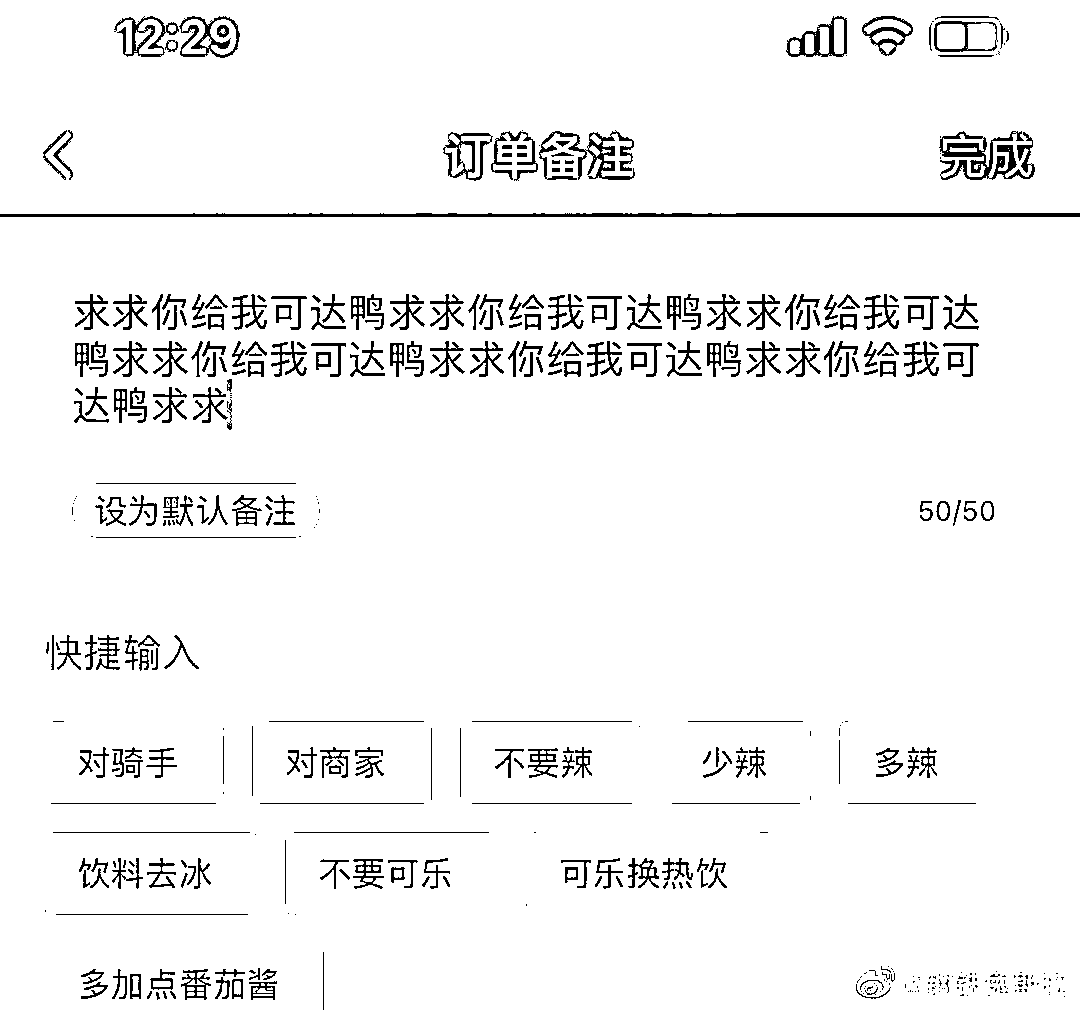 12:29
订单备注
完成
求求你给我可达鸭求求你给我可达鸭求求你给我可达
鸭求求你给我可达鸭求求你给我可达鸭求求你给我可
达鸭求求
设为默认备注
50/50
快捷输入
对骑手
对商家
不要辣
少辣
多辣
饮料去冰
不要可乐
可乐换热饮
多加点番茄酱